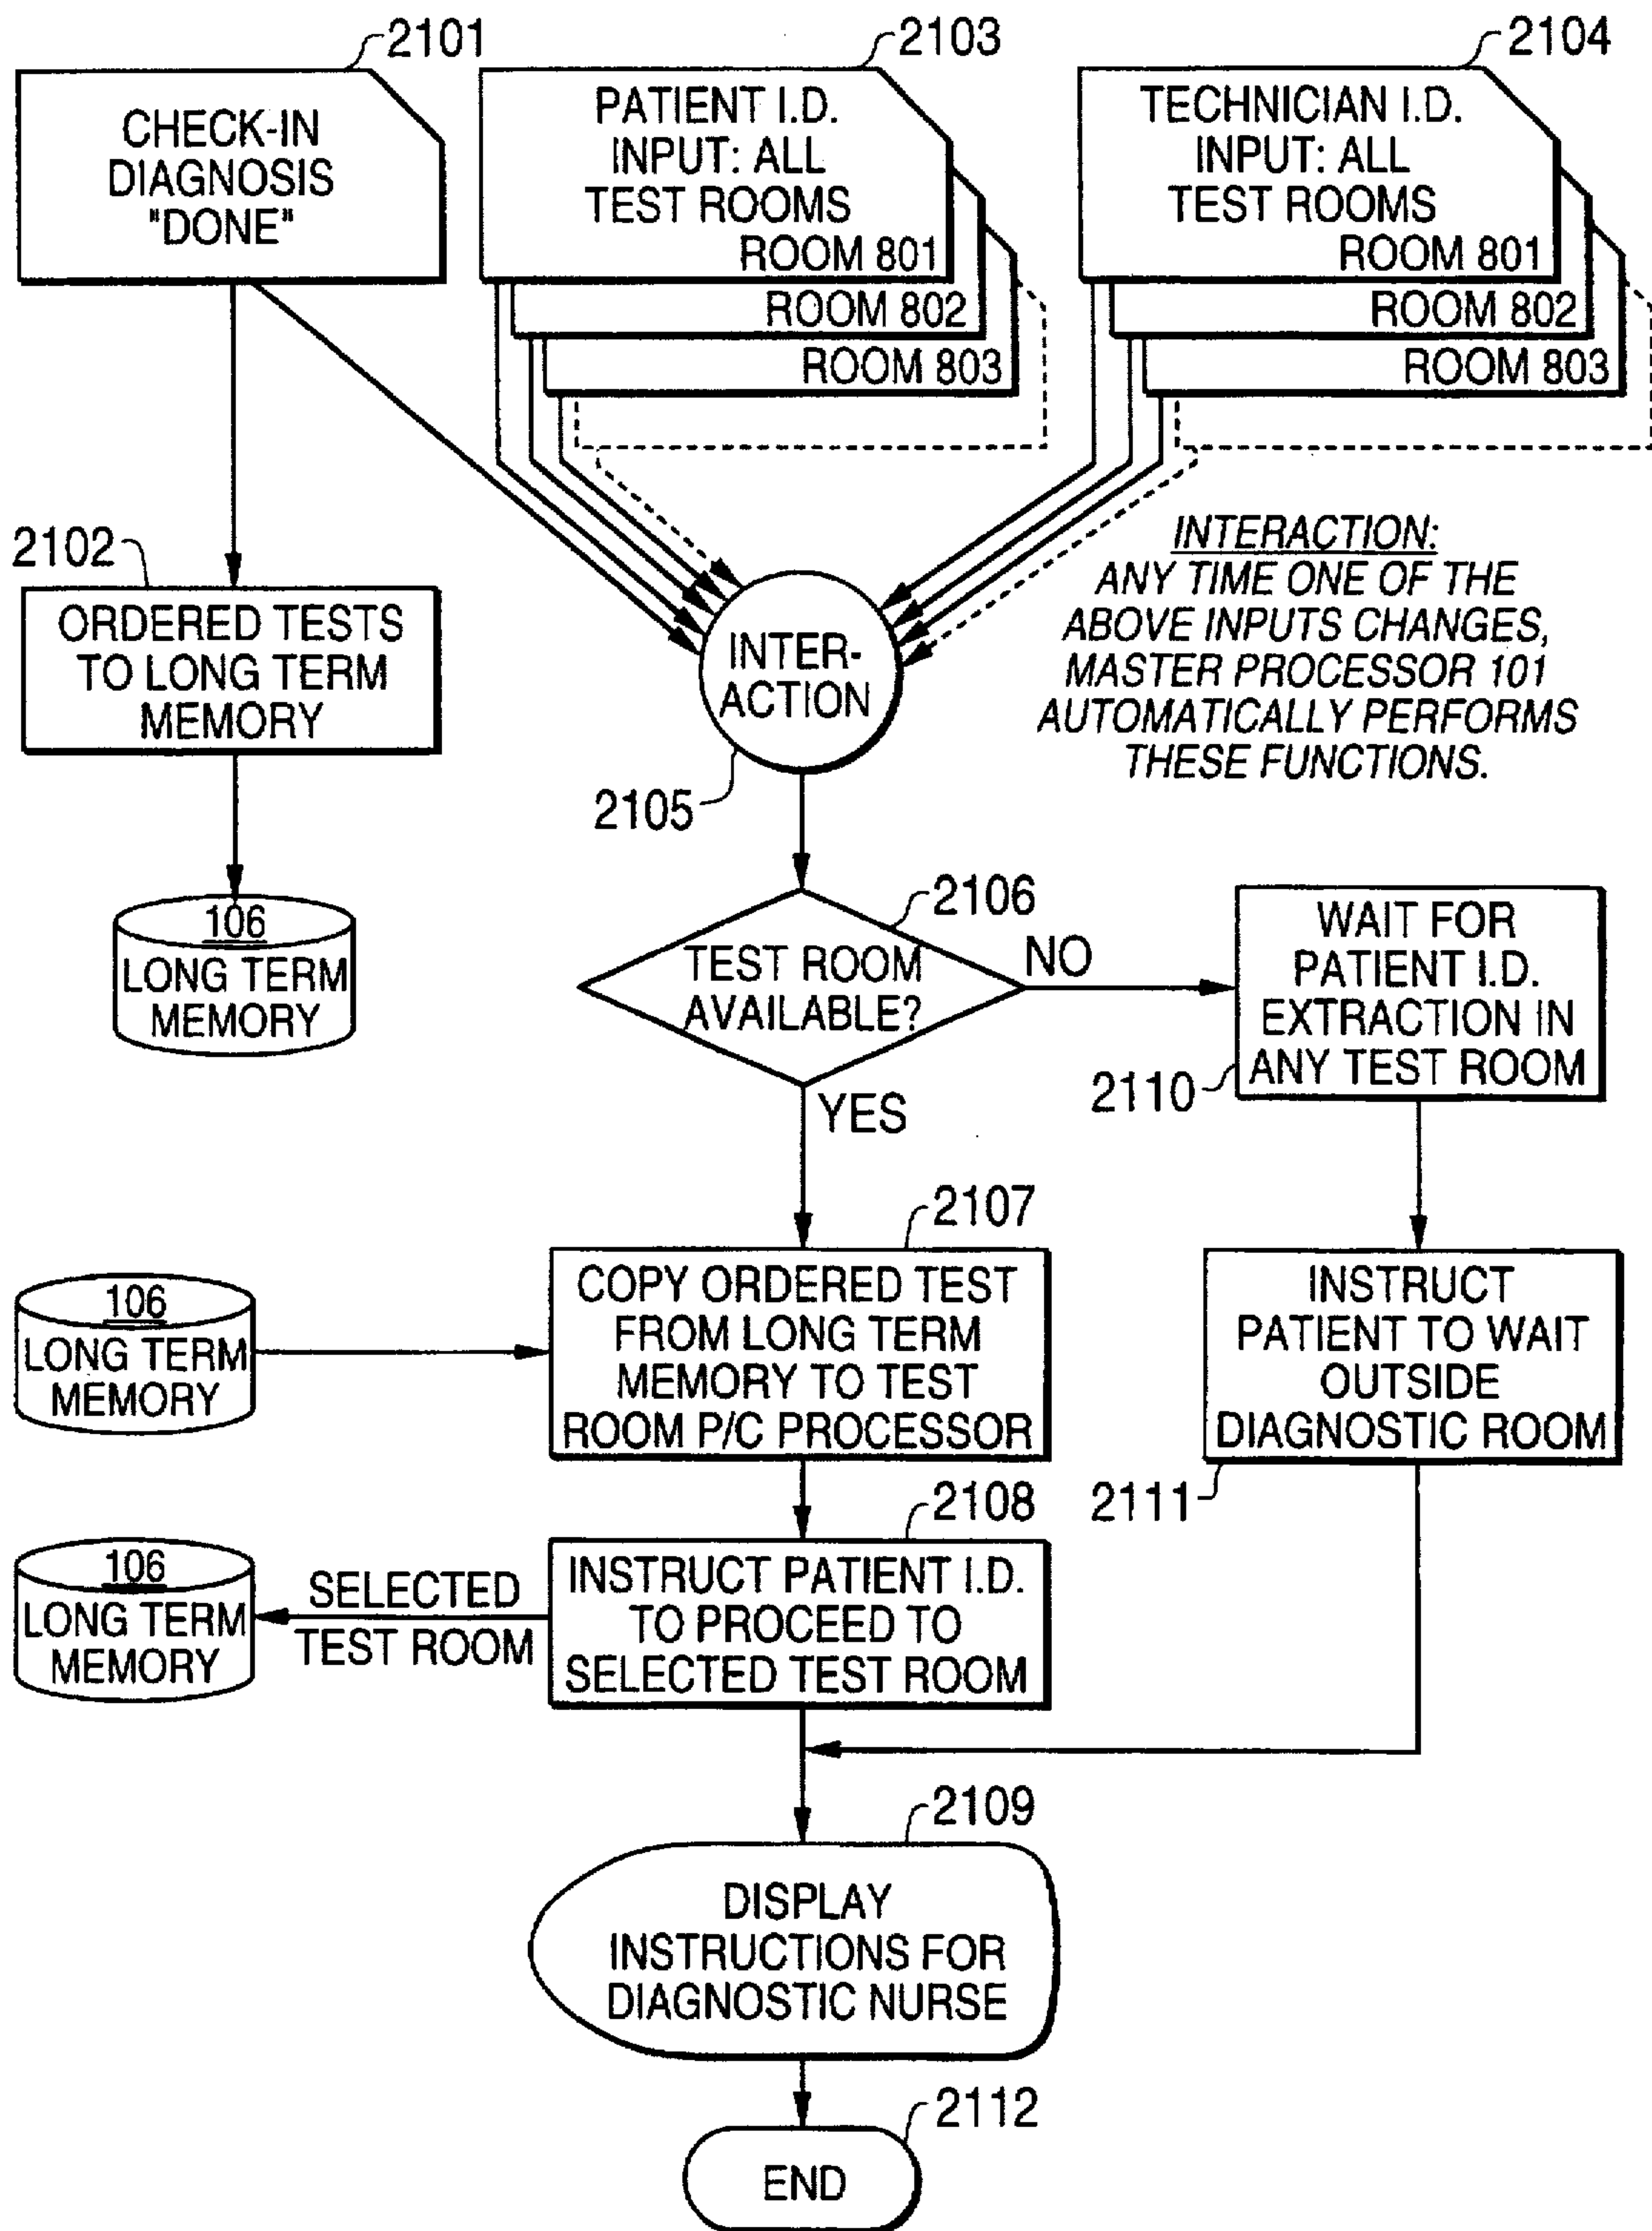 2101
CHECK-IN
DIAGNOSIS
"DONE"
2103
PATIENT I.D.
INPUT: ALL
TEST ROOMS
ROOM 801
ROOM 802
ROOM 803
2104
TECHNICIAN I.D.
INPUT: ALL
TEST ROOMS
ROOM 801
ROOM 802
ROOM 803
2102
ORDERED TESTS
TO LONG TERM
MEMORY
106
LONG TERM
MEMORY
INTER-
ACTION
2105
INTERACTION:
ANY TIME ONE OF THE
ABOVE INPUTS CHANGES,
MASTER PROCESSOR 101
AUTOMATICALLY PERFORMS
THESE FUNCTIONS.
2106
TEST ROOM
AVAILABLE?
NO
YES
WAIT FOR
PATIENT I.D.
EXTRACTION IN
ANY TEST ROOM
2110
2107
COPY ORDERED TEST
FROM LONG TERM
MEMORY TO TEST
ROOM P/C PROCESSOR
106
LONG TERM
MEMORY
INSTRUCT
PATIENT TO WAIT
OUTSIDE
DIAGNOSTIC ROOM
2111
2108
INSTRUCT PATIENT I.D.
TO PROCEED TO
SELECTED TEST ROOM
SELECTED
TEST ROOM
106
LONG TERM
MEMORY
2109
DISPLAY
INSTRUCTIONS FOR
DIAGNOSTIC NURSE
2112
END